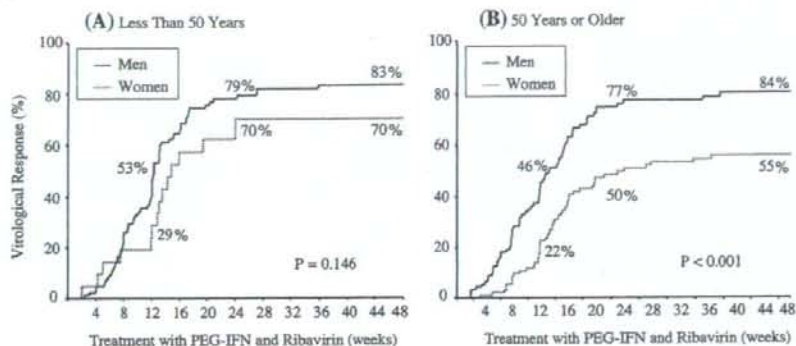 (A) Less Than 50 Years
Virological Response (%)
100
80
60
40
20
0
Men
Women
53%
29%
79%
70%
83%
70%
P = 0.146
4 8 12 16 20 24 28 32 36 40 44 48
Treatment with PEG-IFN and Ribavirin (weeks)
(B) 50 Years or Older
100
80
60
40
20
0
Men
Women
46%
22%
77%
50%
84%
55%
P < 0.001
4 8 12 16 20 24 28 32 36 40 44 48
Treatment with PEG-IFN and Ribavirin (weeks)